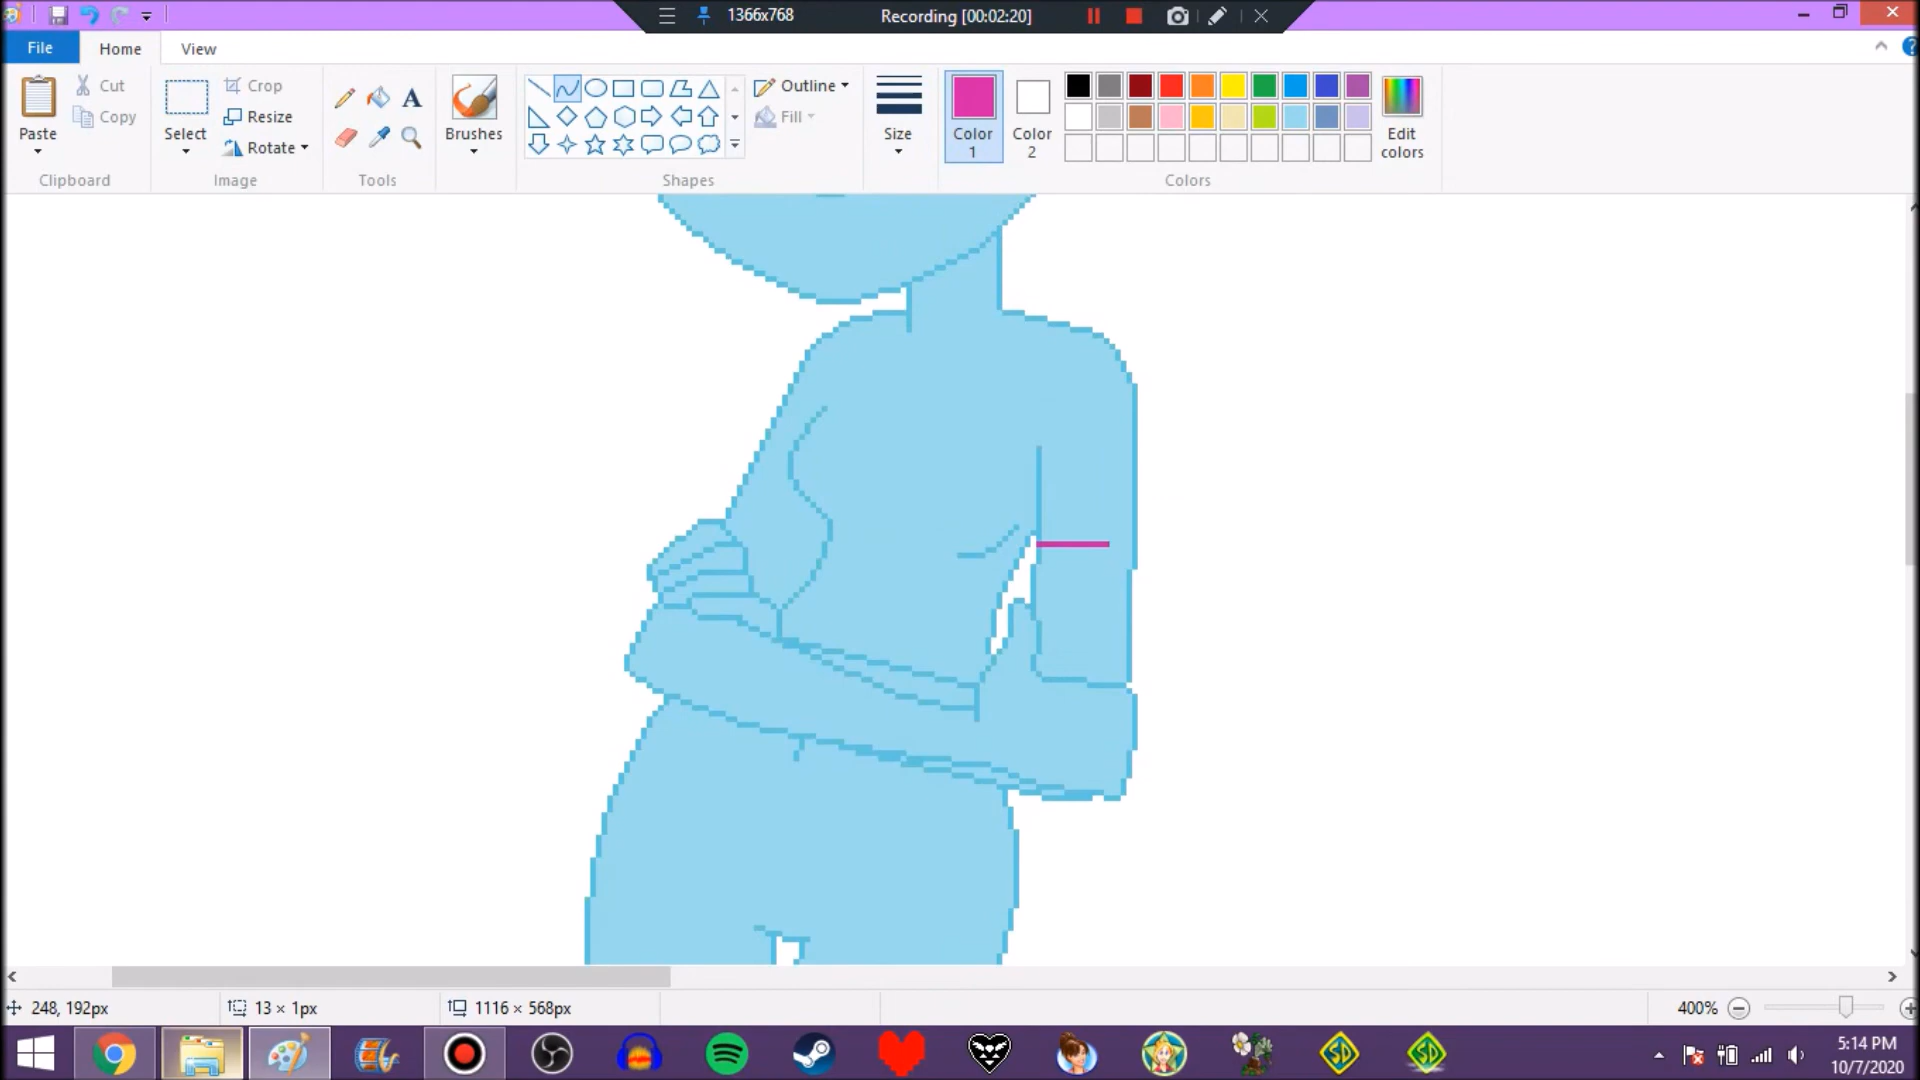 1366x768
Recording [00:02:20]
File
Home
View
Paste
Cut
Copy
Clipboard
Select
Crop
Resize
Rotate
Image
A
Tools
Brushes
Outline
Fill
Shapes
Size
Color 1
Color 2
Edit colors
Colors
248, 192px
13 × 1px
1116 × 568px
400%
SD
SD
5:14 PM
10/7/2020